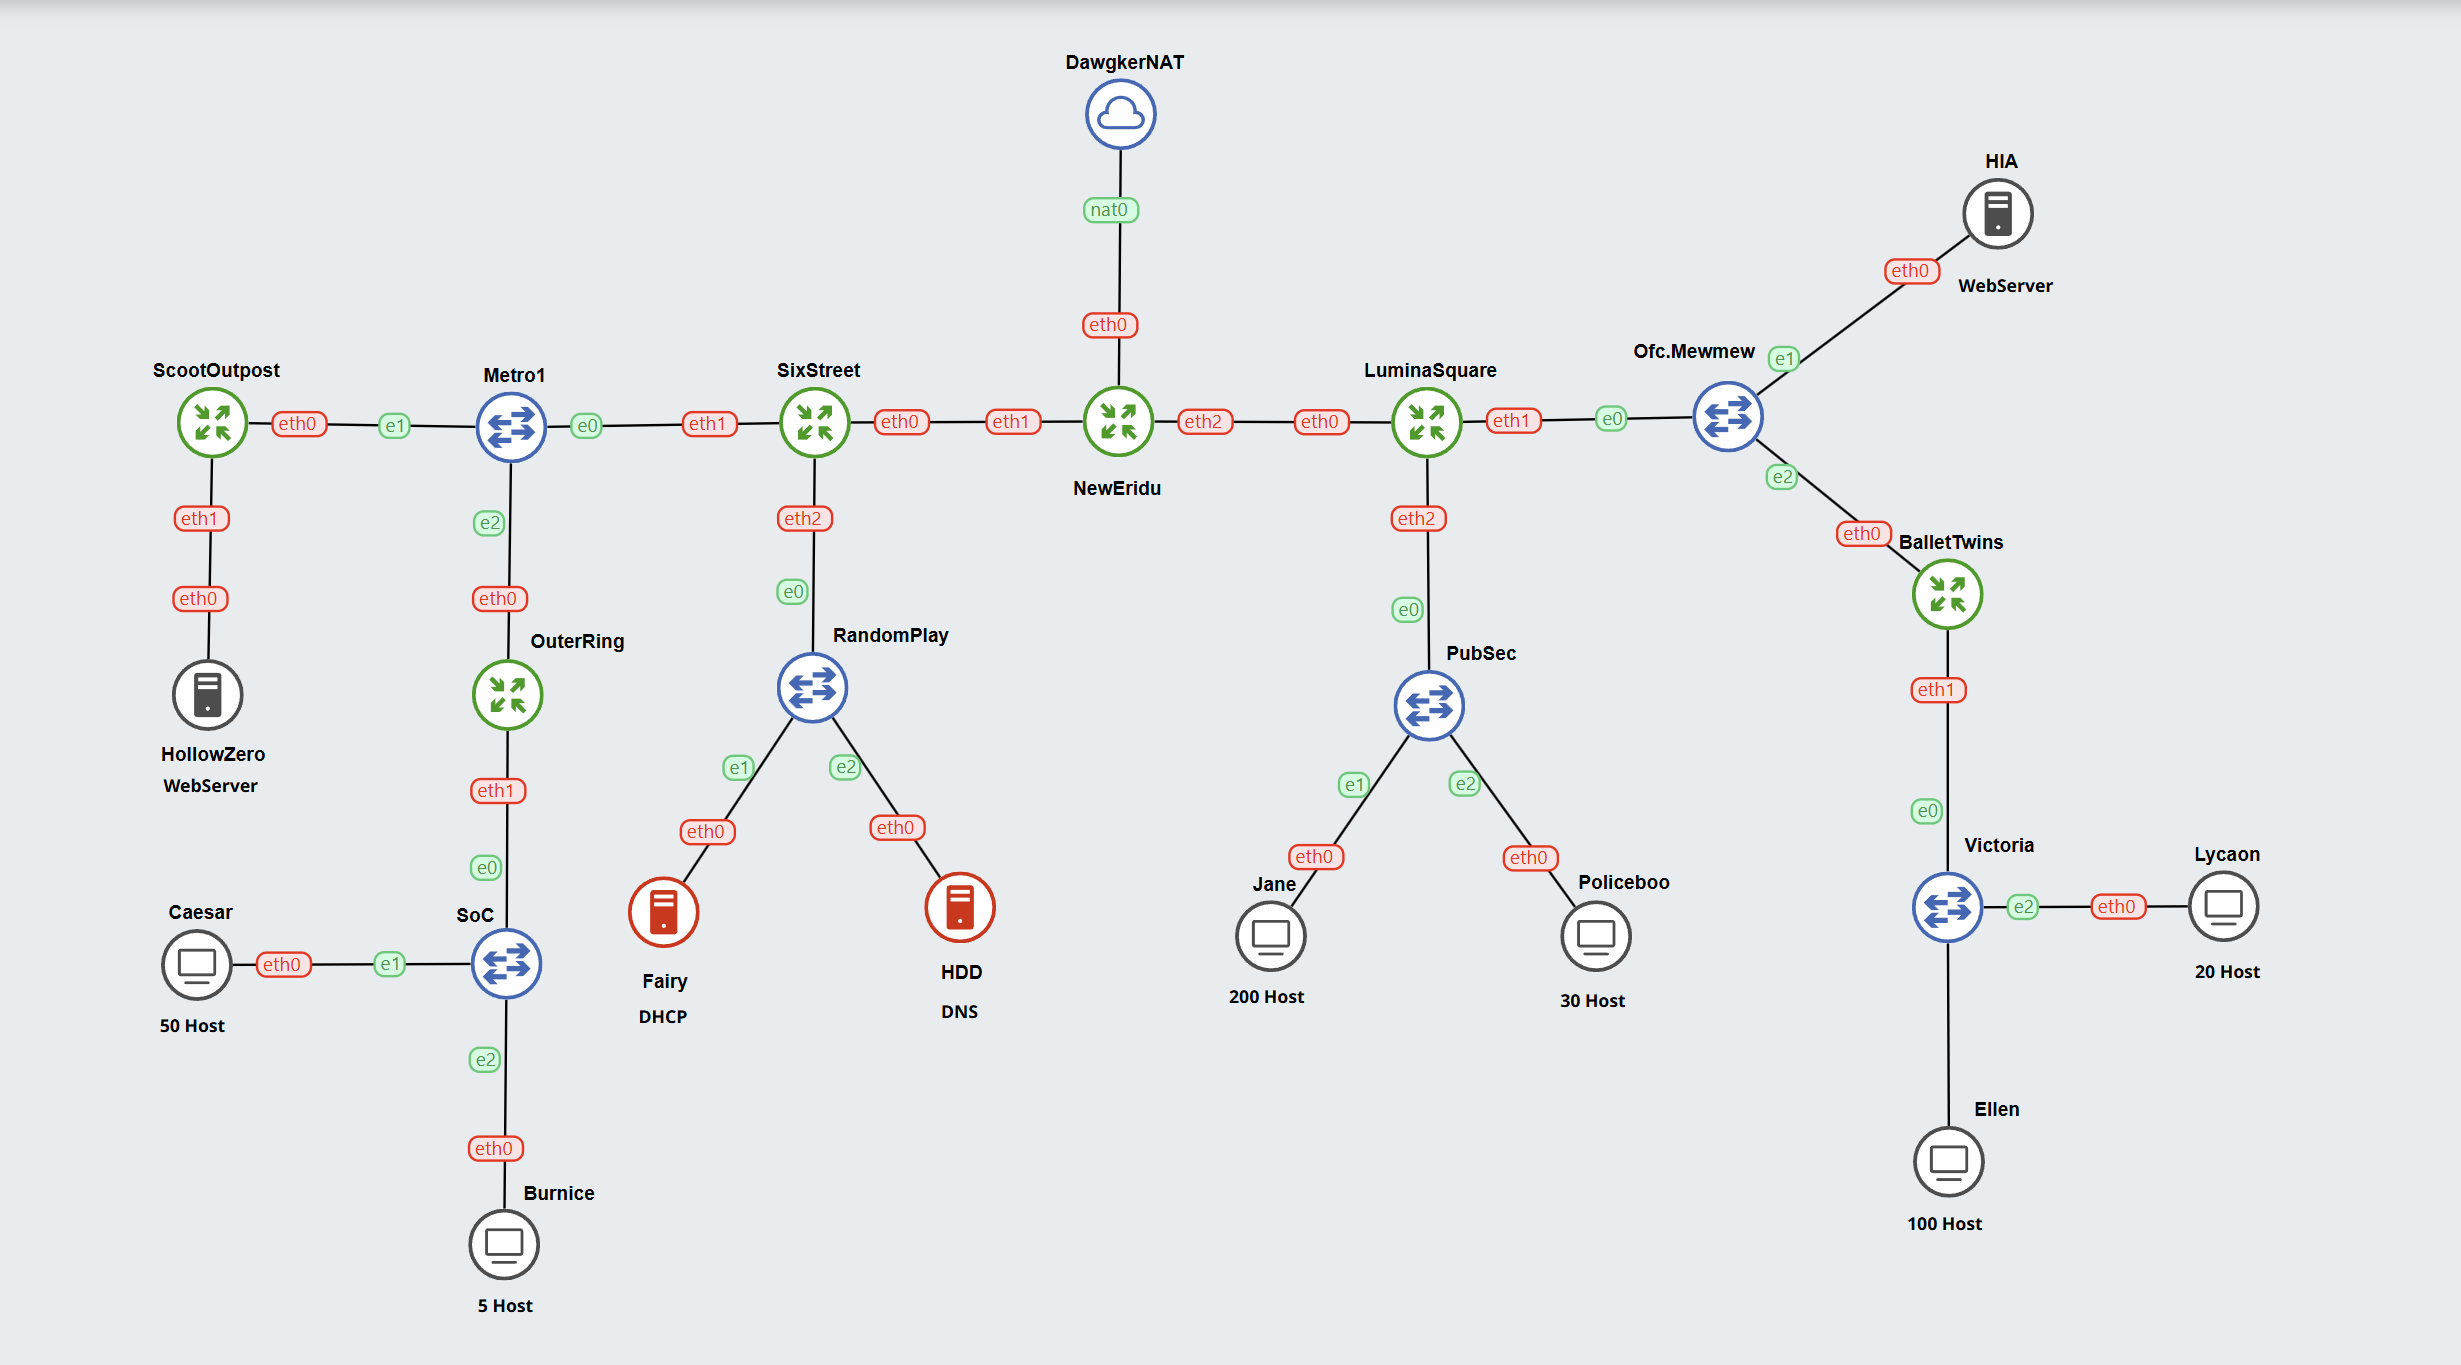 DawgkerNAT
nat0
eth0
HIA
eth0
WebServer
Ofc.Mewmew
e1
ScootOutpost
Metro1
SixStreet
LuminaSquare
eth0
e1
e0
eth1
eth0
eth1
eth2
eth0
eth1
e0
NewEridu
e2
eth1
e2
eth2
eth2
eth0
BalletTwins
eth0
eth0
e0
e0
OuterRing
RandomPlay
PubSec
eth1
HollowZero
WebServer
eth1
e1
e2
e1
e2
e0
eth0
eth0
eth0
eth0
Victoria
Lycaon
e0
Caesar
SoC
Jane
Policeboo
e2
eth0
eth0
e1
Fairy
DHCP
HDD
DNS
200 Host
30 Host
20 Host
50 Host
e2
eth0
Ellen
Burnice
100 Host
5 Host